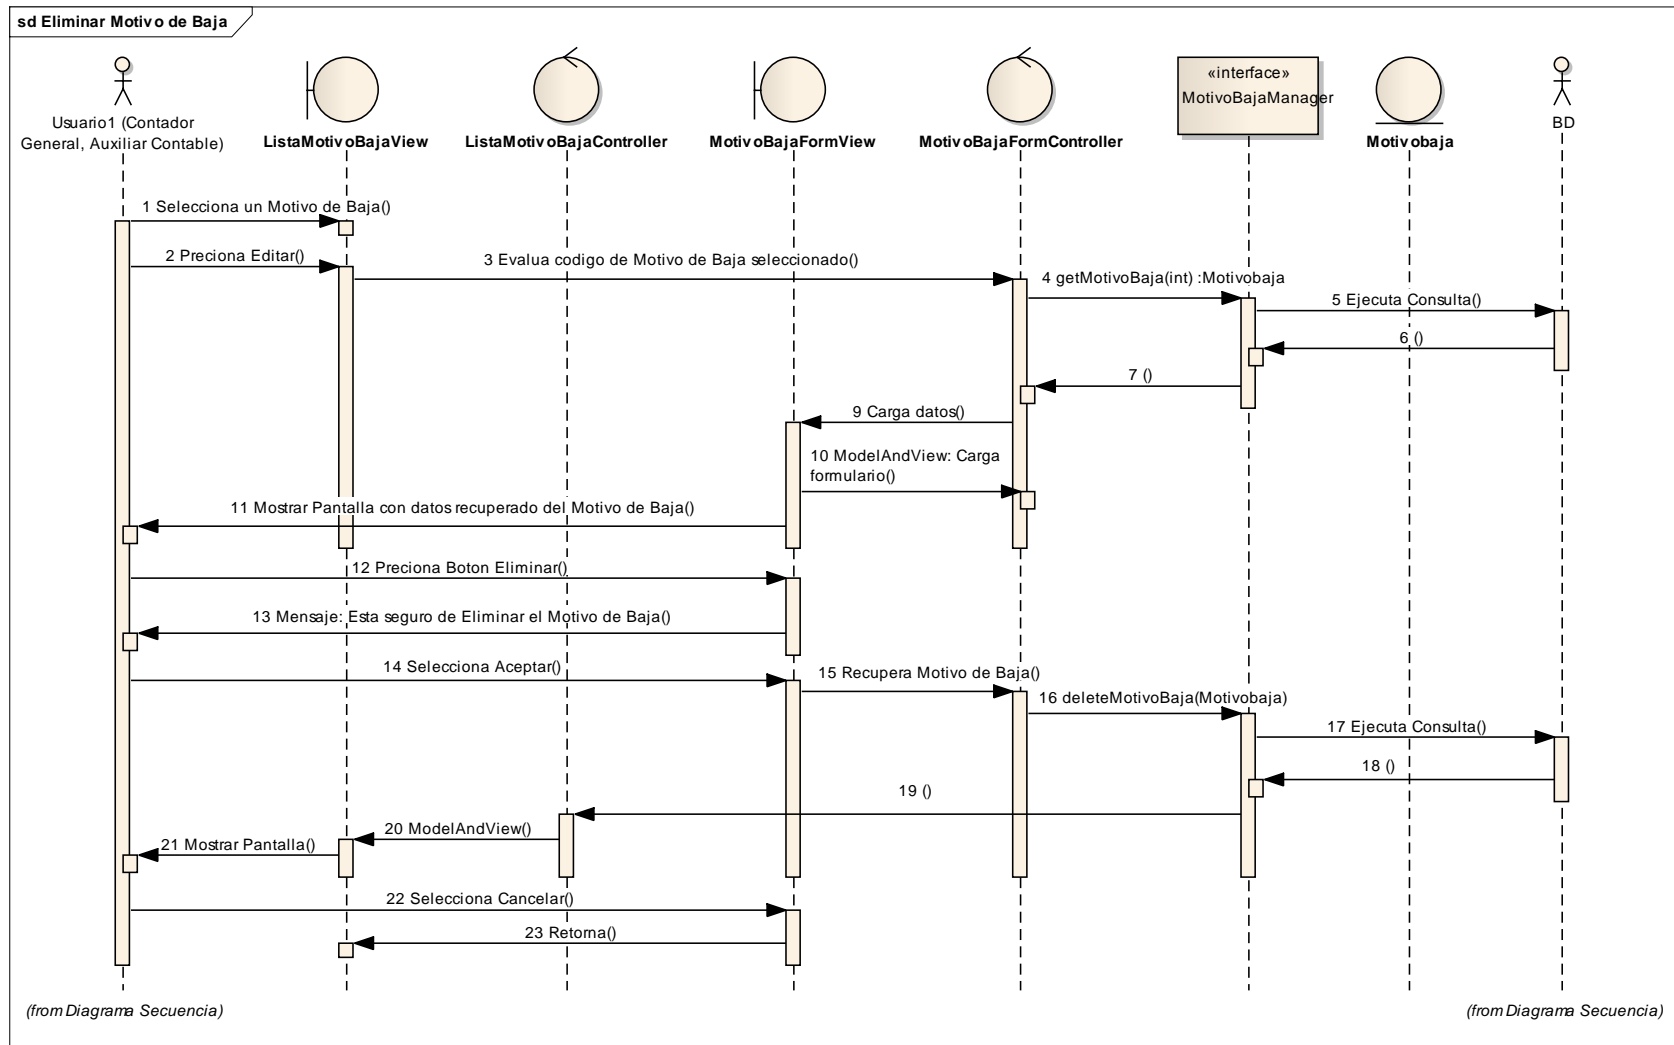 sd Eliminar Motivo de Baja
Usuario1 (Contador
General, Auxiliar Contable)
ListaMotivoBajaView
ListaMotivoBajaController
MotivoBajaFormView
MotivoBajaFormController
«interface»
MotivoBajaManager
Motivobaja
BD
1 Selecciona un Motivo de Baja()
2 Preciona Editar()
3 Evalua codigo de Motivo de Baja seleccionado()
4 getMotivoBaja(int) :Motivobaja
5 Ejecuta Consulta()
6 ()
7 ()
9 Carga datos()
10 ModelAndView: Carga
formulario()
11 Mostrar Pantalla con datos recuperado del Motivo de Baja()
12 Preciona Boton Eliminar()
13 Mensaje: Esta seguro de Eliminar el Motivo de Baja()
14 Selecciona Aceptar()
15 Recupera Motivo de Baja()
16 deleteMotivoBaja(Motivobaja)
17 Ejecuta Consulta()
18 ()
19 ()
20 ModelAndView()
21 Mostrar Pantalla()
22 Selecciona Cancelar()
23 Retorna()
(from Diagrama Secuencia)
(from Diagrama Secuencia)